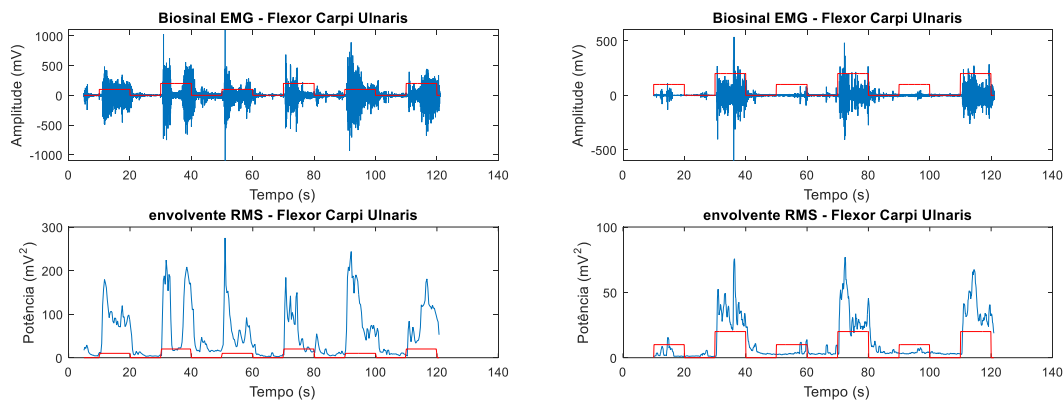 Biosinal EMG - Flexor Carpi Ulnaris
Amplitude (mV)
1000
500
0
-500
-1000
0 20 40 60 80 100 120 140
Tempo (s)
Biosinal EMG - Flexor Carpi Ulnaris
Amplitude (mV)
500
0
-500
0 20 40 60 80 100 120 140
Tempo (s)
envolvente RMS - Flexor Carpi Ulnaris
Potência (mV²)
300
200
100
0
0 20 40 60 80 100 120 140
Tempo (s)
envolvente RMS - Flexor Carpi Ulnaris
Potência (mV²)
100
50
0
0 20 40 60 80 100 120 140
Tempo (s)